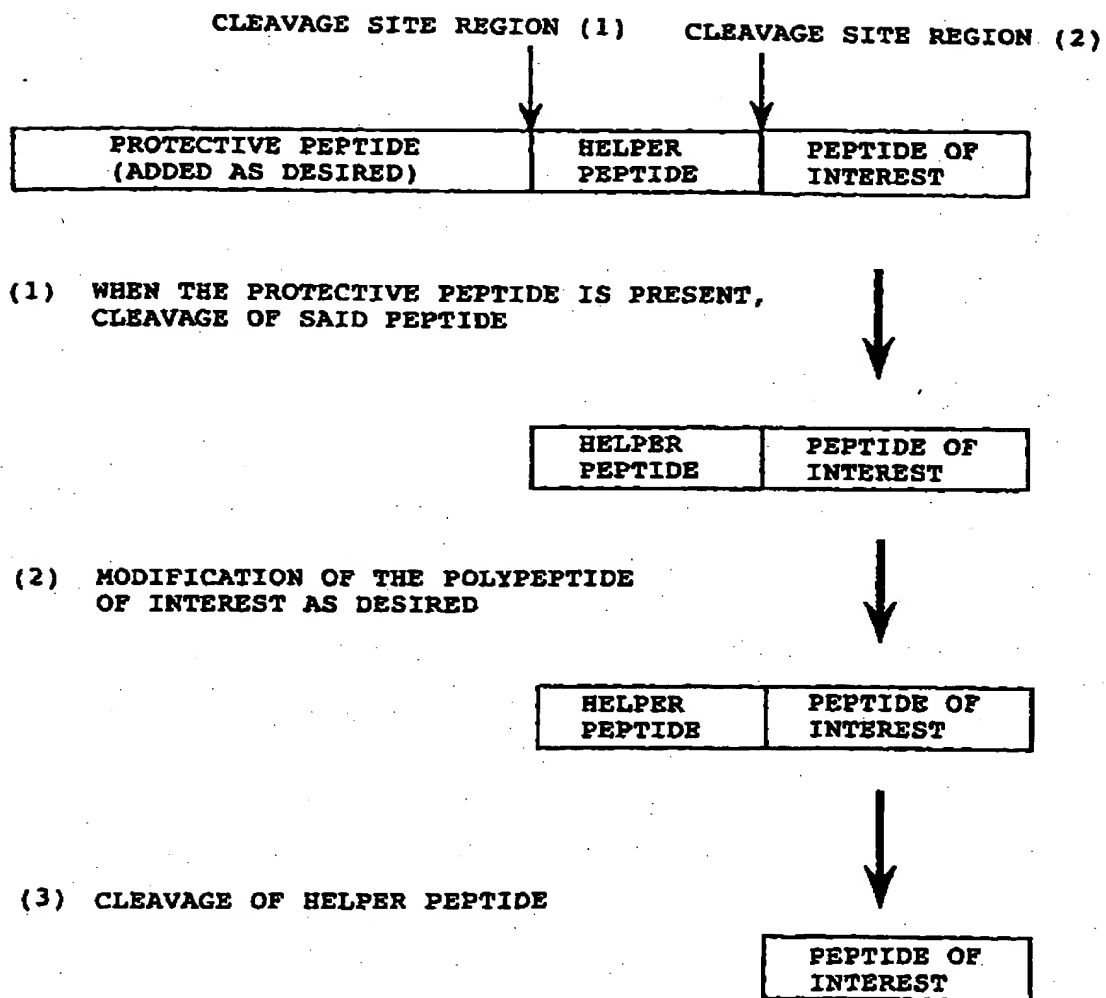 CLEAVAGE SITE REGION (1)
CLEAVAGE SITE REGION (2)
PROTECTIVE PEPTIDE
(ADDED AS DESIRED)
HELPER
PEPTIDE
PEPTIDE OF
INTEREST
(1) WHEN THE PROTECTIVE PEPTIDE IS PRESENT,
CLEAVAGE OF SAID PEPTIDE
HELPER
PEPTIDE
PEPTIDE OF
INTEREST
(2) MODIFICATION OF THE POLYPEPTIDE
OF INTEREST AS DESIRED
HELPER
PEPTIDE
PEPTIDE OF
INTEREST
(3) CLEAVAGE OF HELPER PEPTIDE
PEPTIDE OF
INTEREST